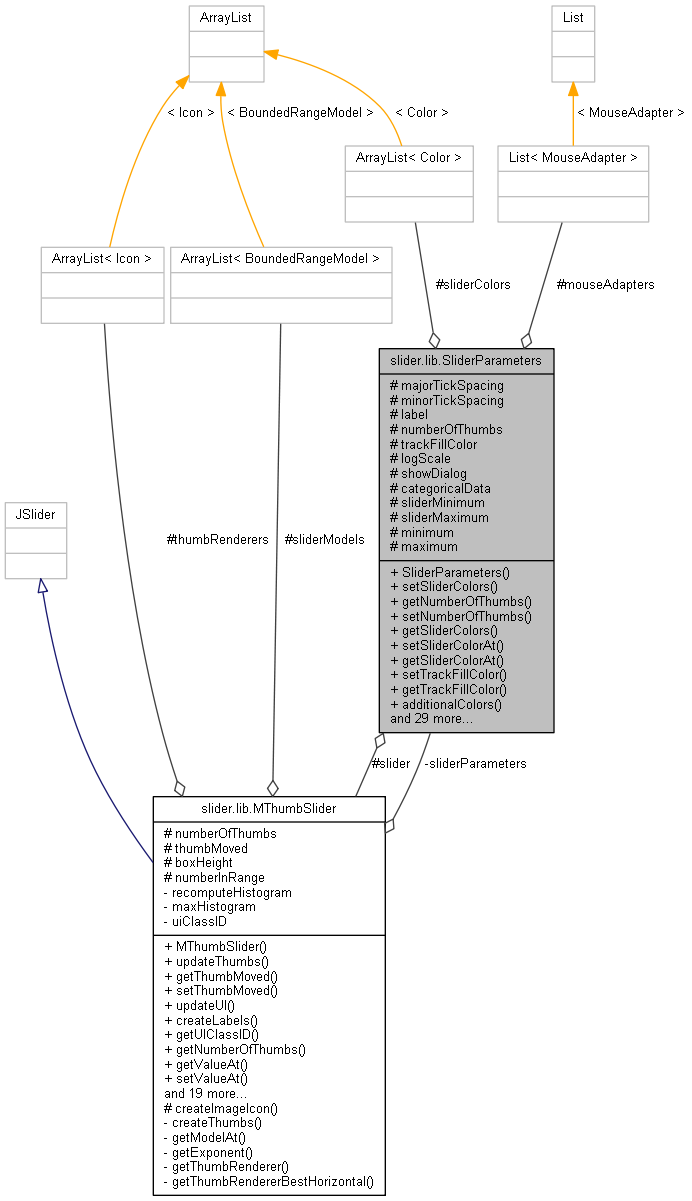 ArrayList
List
< Icon >
< BoundedRangeModel >
< Color >
< MouseAdapter >
ArrayList< Color >
List< MouseAdapter >
ArrayList< Icon >
ArrayList< BoundedRangeModel >
#sliderColors
#mouseAdapters
slider.lib.SliderParameters
# majorTickSpacing
# minorTickSpacing
# label
# numberOfThumbs
# trackFillColor
# logScale
# showDialog
# categoricalData
# sliderMinimum
# sliderMaximum
# minimum
# maximum
+ SliderParameters()
+ setSliderColors()
+ getNumberOfThumbs()
+ setNumberOfThumbs()
+ getSliderColors()
+ setSliderColorAt()
+ getSliderColorAt()
+ setTrackFillColor()
+ getTrackFillColor()
+ additionalColors()
and 29 more...
JSlider
#thumbRenderers
#sliderModels
#slider
-sliderParameters
slider.lib.MThumbSlider
# numberOfThumbs
# thumbMoved
# boxHeight
# numberInRange
- recomputeHistogram
- maxHistogram
- uiClassID
+ MThumbSlider()
+ updateThumbs()
+ getThumbMoved()
+ setThumbMoved()
+ updateUI()
+ createLabels()
+ getUIClassID()
+ getNumberOfThumbs()
+ getValueAt()
+ setValueAt()
and 19 more...
# createImageIcon()
- createThumbs()
- getModelAt()
- getExponent()
- getThumbRenderer()
- getThumbRendererBestHorizontal()